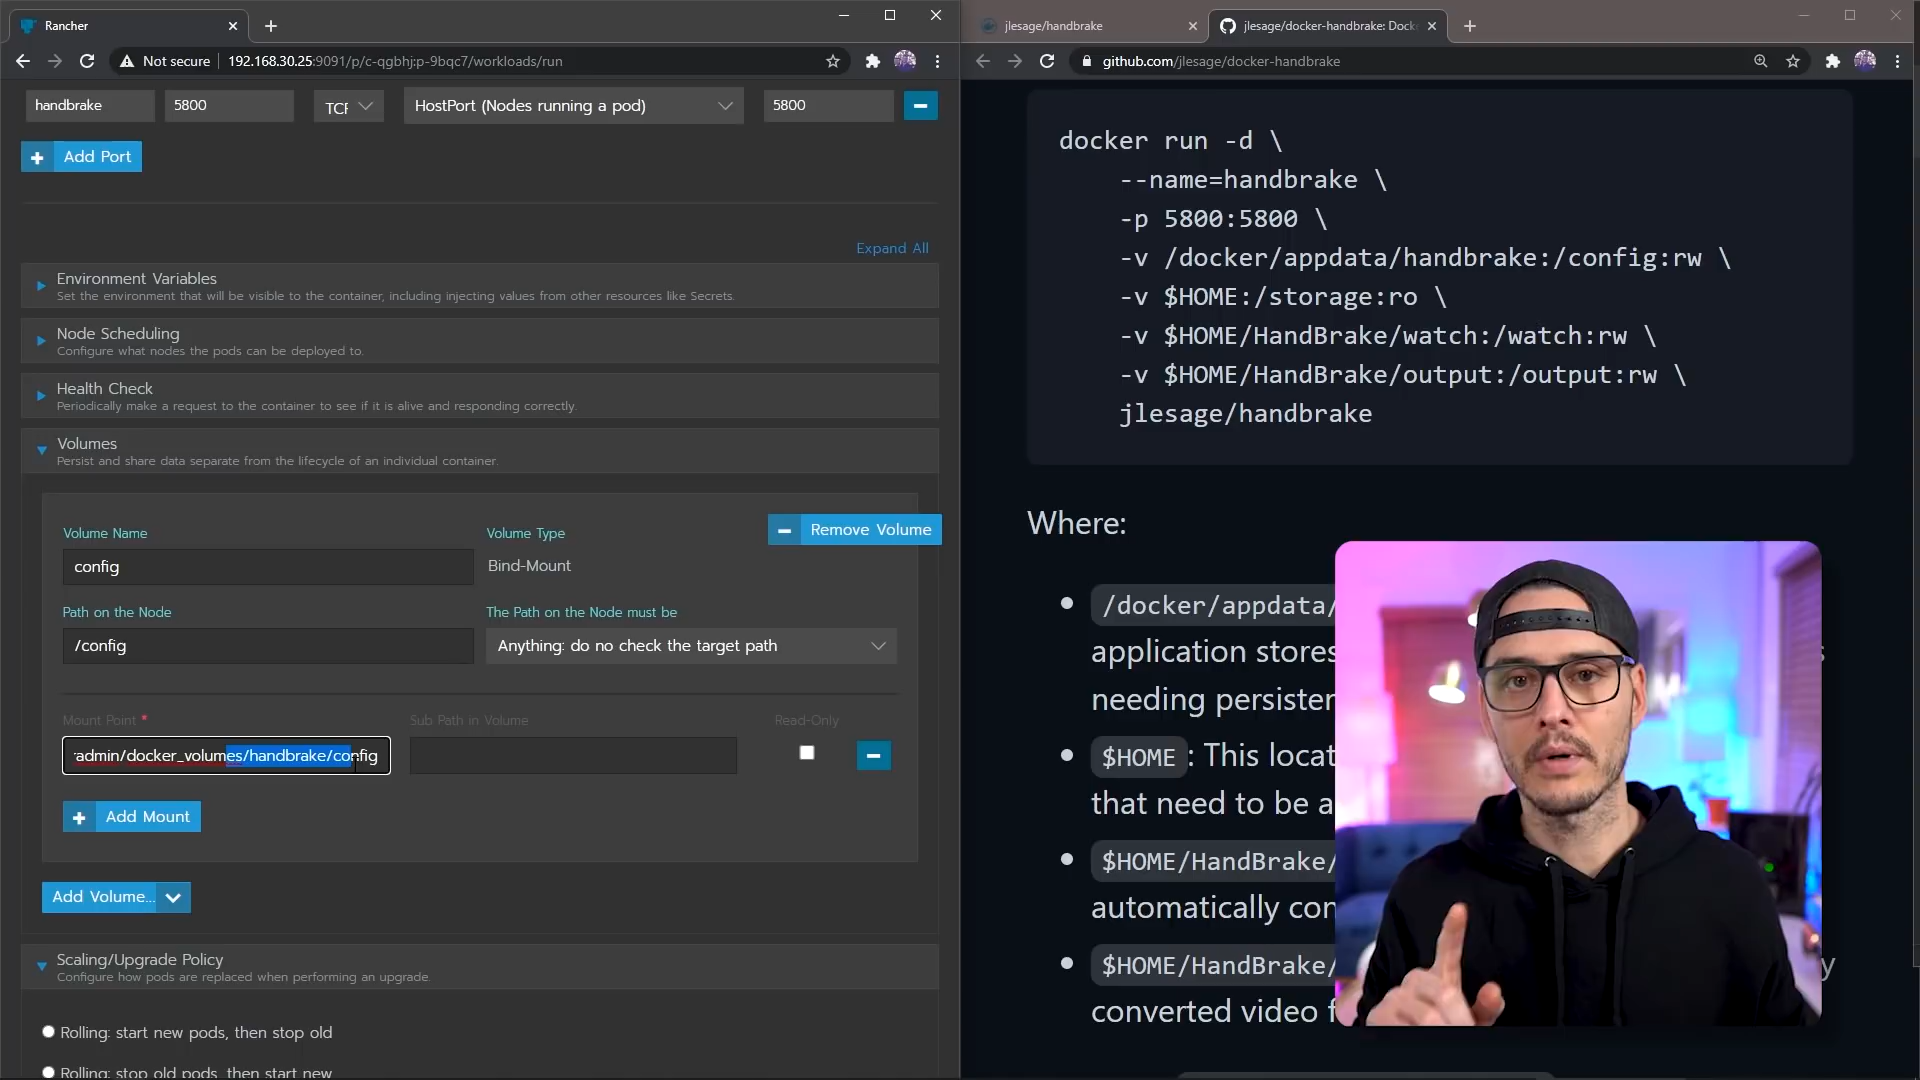 Rancher
Not secure
192.168.30.25:9091/p/c-qgbhj:p-9bqc7/workloads/run
handbrake
5800
TCF
HostPort (Nodes running a pod)
5800
Add Port
Expand All
Environment Variables
Set the environment that will be visible to the container, including injecting values from other resources like Secrets.
Node Scheduling
Configure what nodes the pods can be deployed to.
Health Check
Periodically make a request to the container to see if it is alive and responding correctly.
Volumes
Persist and share data separate from the lifecycle of an individual container.
Volume Name
Volume Type
Remove Volume
config
Bind-Mount
Path on the Node
The Path on the Node must be
/config
Anything: do no check the target path
Mount Point *
Sub Path in Volume
Read-Only
radmin/docker_volumes/handbrake/config
Add Mount
Add Volume...
Scaling/Upgrade Policy
Configure how pods are replaced when performing an upgrade.
Rolling: start new pods, then stop old
Rolling: stop old pods, then start new
jlesage/handbrake
jlesage/docker-handbrake: Dock
github.com/jlesage/docker-handbrake
docker run -d \
--name=handbrake \
-p 5800:5800 \
-v /docker/appdata/handbrake:/config:rw \
-v $HOME:/storage:ro \
-v $HOME/HandBrake/watch:/watch:rw \
-v $HOME/HandBrake/output:/output:rw \
jlesage/handbrake
Where:
/docker/appdata/
application stores
needing persister
$HOME: This locat
that need to be a
$HOME/HandBrake/
automatically con
$HOME/HandBrake/
converted video f